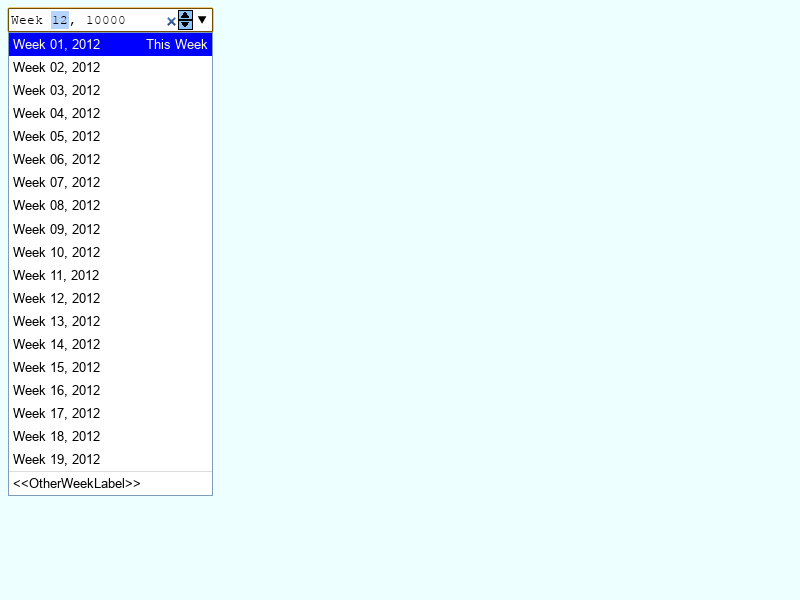 Week 12, 10000
Week 01, 2012 This Week
Week 02, 2012
Week 03, 2012
Week 04, 2012
Week 05, 2012
Week 06, 2012
Week 07, 2012
Week 08, 2012
Week 09, 2012
Week 10, 2012
Week 11, 2012
Week 12, 2012
Week 13, 2012
Week 14, 2012
Week 15, 2012
Week 16, 2012
Week 17, 2012
Week 18, 2012
Week 19, 2012
<<OtherWeekLabel>>